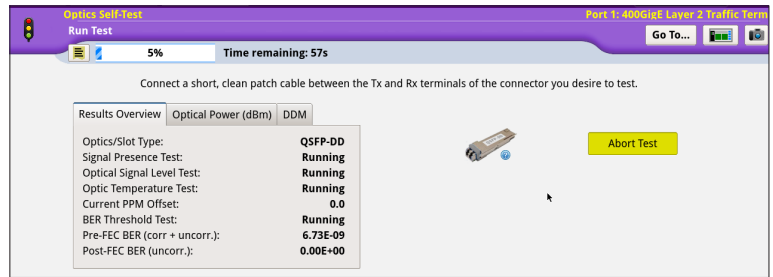 Optics Self-Test
Port 1: 400GigE Layer 2 Traffic Term
Run Test
Go To...
5%
Time remaining: 57s
Connect a short, clean patch cable between the Tx and Rx terminals of the connector you desire to test.
Results Overview
Optical Power (dBm)
DDM
Optics/Slot Type: QSFP-DD
Signal Presence Test: Running
Optical Signal Level Test: Running
Optic Temperature Test: Running
Current PPM Offset: 0.0
BER Threshold Test: Running
Pre-FEC BER (corr + uncorr.): 6.73E-09
Post-FEC BER (uncorr.): 0.00E+00
Abort Test